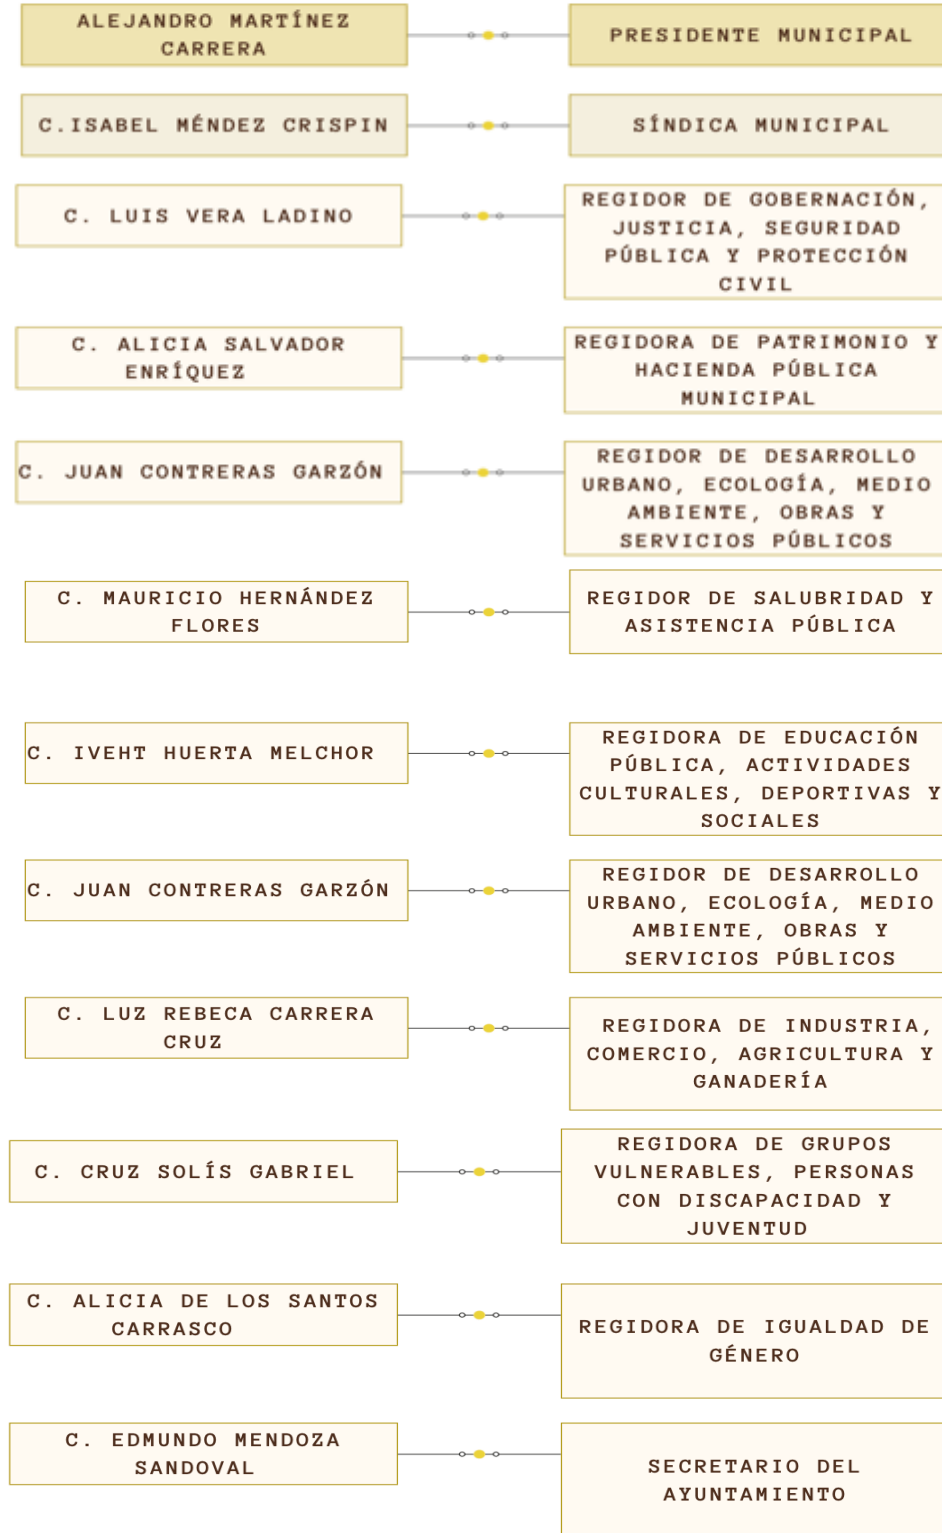 ALEJANDRO MARTÍNEZ
CARRERA
PRESIDENTE MUNICIPAL
C.ISABEL MÉNDEZ CRISPIN
SÍNDICA MUNICIPAL
C. LUIS VERA LADINO
REGIDOR DE GOBERNACIÓN,
JUSTICIA, SEGURIDAD
PÚBLICA Y PROTECCIÓN
CIVIL
C. ALICIA SALVADOR
ENRÍQUEZ
REGIDORA DE PATRIMONIO Y
HACIENDA PÚBLICA
MUNICIPAL
C. JUAN CONTRERAS GARZÓN
REGIDOR DE DESARROLLO
URBANO, ECOLOGÍA, MEDIO
AMBIENTE, OBRAS Y
SERVICIOS PÚBLICOS
C. MAURICIO HERNÁNDEZ
FLORES
REGIDOR DE SALUBRIDAD Y
ASISTENCIA PÚBLICA
C. IVEHT HUERTA MELCHOR
REGIDORA DE EDUCACIÓN
PÚBLICA, ACTIVIDADES
CULTURALES, DEPORTIVAS Y
SOCIALES
C. JUAN CONTRERAS GARZÓN
REGIDOR DE DESARROLLO
URBANO, ECOLOGÍA, MEDIO
AMBIENTE, OBRAS Y
SERVICIOS PÚBLICOS
C. LUZ REBECA CARRERA
CRUZ
REGIDORA DE INDUSTRIA,
COMERCIO, AGRICULTURA Y
GANADERÍA
C. CRUZ SOLÍS GABRIEL
REGIDORA DE GRUPOS
VULNERABLES, PERSONAS
CON DISCAPACIDAD Y
JUVENTUD
C. ALICIA DE LOS SANTOS
CARRASCO
REGIDORA DE IGUALDAD DE
GÉNERO
C. EDMUNDO MENDOZA
SANDOVAL
SECRETARIO DEL
AYUNTAMIENTO